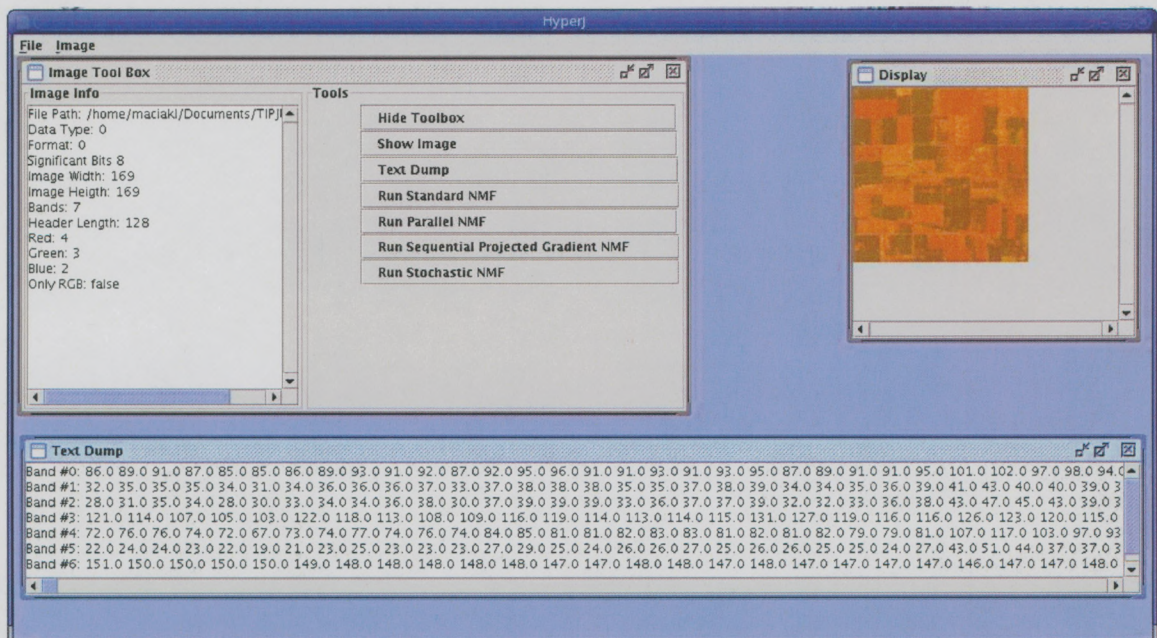 HyperJ
File Image
Image Tool Box
Image Info
File Path: /home/maciakl/Documents/TIPJI
Data Type: 0
Format: 0
Significant Bits 8
Image Width: 169
Image Heigth: 169
Bands: 7
Header Length: 128
Red: 4
Green: 3
Blue: 2
Only RGB: false
Tools
Hide Toolbox
Show Image
Text Dump
Run Standard NMF
Run Parallel NMF
Run Sequential Projected Gradient NMF
Run Stochastic NMF
Display
Text Dump
Band #0: 86.0 89.0 91.0 87.0 85.0 85.0 86.0 89.0 93.0 91.0 92.0 87.0 92.0 95.0 96.0 91.0 91.0 93.0 91.0 93.0 95.0 87.0 89.0 91.0 91.0 95.0 101.0 102.0 97.0 98.0 94.0
Band #1: 32.0 35.0 35.0 35.0 34.0 31.0 34.0 36.0 36.0 36.0 37.0 33.0 37.0 38.0 38.0 38.0 35.0 35.0 37.0 38.0 39.0 34.0 34.0 35.0 36.0 39.0 41.0 43.0 40.0 40.0 39.0 3
Band #2: 28.0 31.0 35.0 34.0 28.0 30.0 33.0 34.0 34.0 36.0 38.0 30.0 37.0 39.0 39.0 39.0 33.0 36.0 37.0 37.0 39.0 32.0 32.0 33.0 36.0 38.0 43.0 47.0 45.0 43.0 39.0 3
Band #3: 121.0 114.0 107.0 105.0 103.0 122.0 118.0 113.0 108.0 109.0 116.0 119.0 114.0 113.0 114.0 115.0 131.0 127.0 119.0 116.0 116.0 126.0 123.0 120.0 115.0
Band #4: 72.0 76.0 76.0 74.0 72.0 67.0 73.0 74.0 77.0 74.0 76.0 74.0 84.0 85.0 81.0 81.0 82.0 83.0 83.0 81.0 82.0 81.0 82.0 79.0 79.0 81.0 107.0 117.0 103.0 97.0 93
Band #5: 22.0 24.0 24.0 23.0 22.0 19.0 21.0 23.0 25.0 23.0 23.0 23.0 27.0 29.0 25.0 24.0 26.0 26.0 27.0 25.0 26.0 26.0 25.0 25.0 24.0 27.0 43.0 51.0 44.0 37.0 37.0 3
Band #6: 151.0 150.0 150.0 150.0 150.0 149.0 148.0 148.0 148.0 148.0 148.0 147.0 147.0 148.0 148.0 147.0 148.0 147.0 147.0 147.0 147.0 146.0 147.0 147.0 148.0